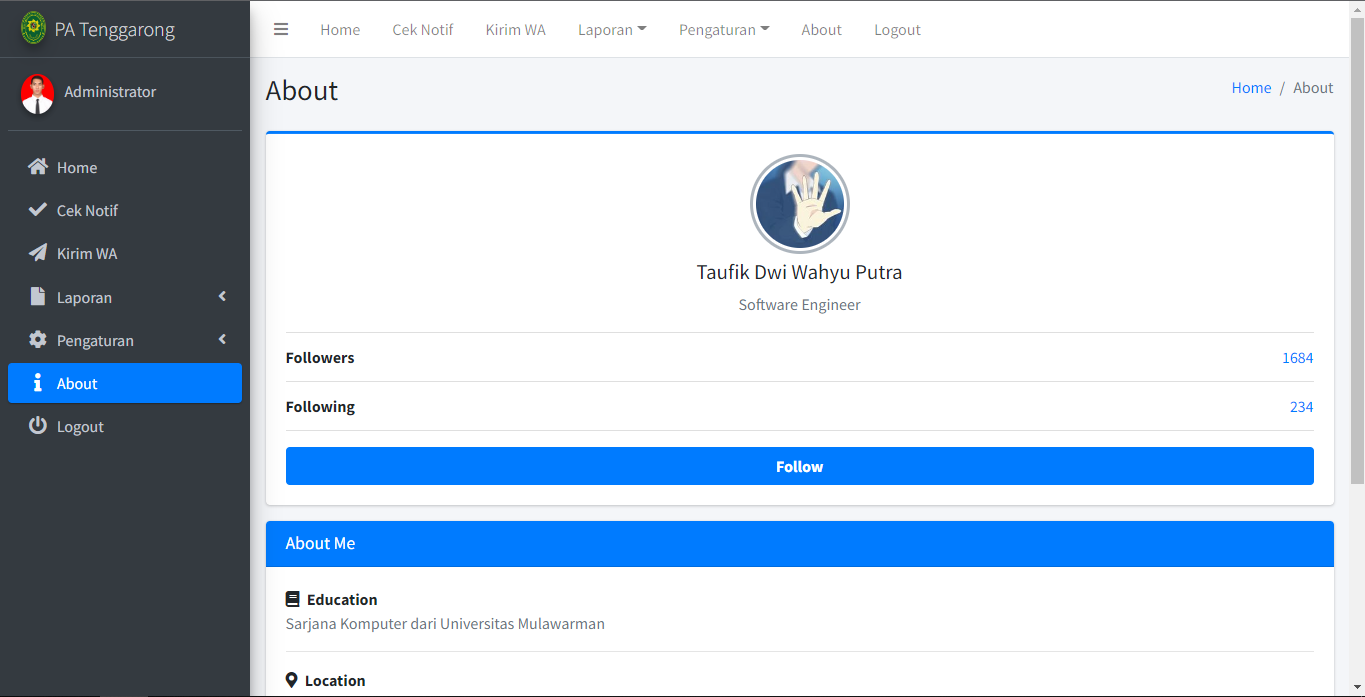 PA Tenggarong
Administrator
Home
Cek Notif
Kirim WA
Laporan
Pengaturan
About
Logout
Home Cek Notif Kirim WA Laporan Pengaturan About Logout
About
Home / About
Taufik Dwi Wahyu Putra
Software Engineer
Followers 1684
Following 234
Follow
About Me
Education
Sarjana Komputer dari Universitas Mulawarman
Location